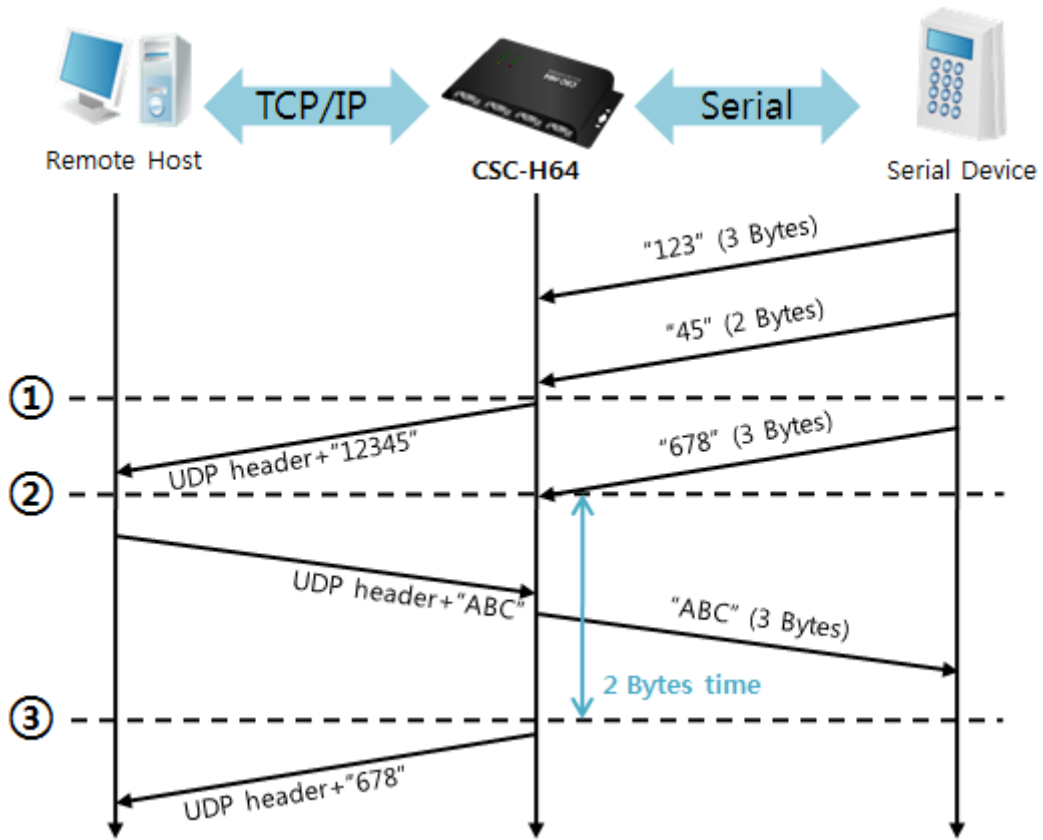 TCP/IP
Serial
Remote Host
CSC-H64
Serial Device
"123" (3 Bytes)
"45" (2 Bytes)
①
UDP header+"12345"
"678" (3 Bytes)
②
UDP header+"ABC"
"ABC" (3 Bytes)
2 Bytes time
③
UDP header+"678"